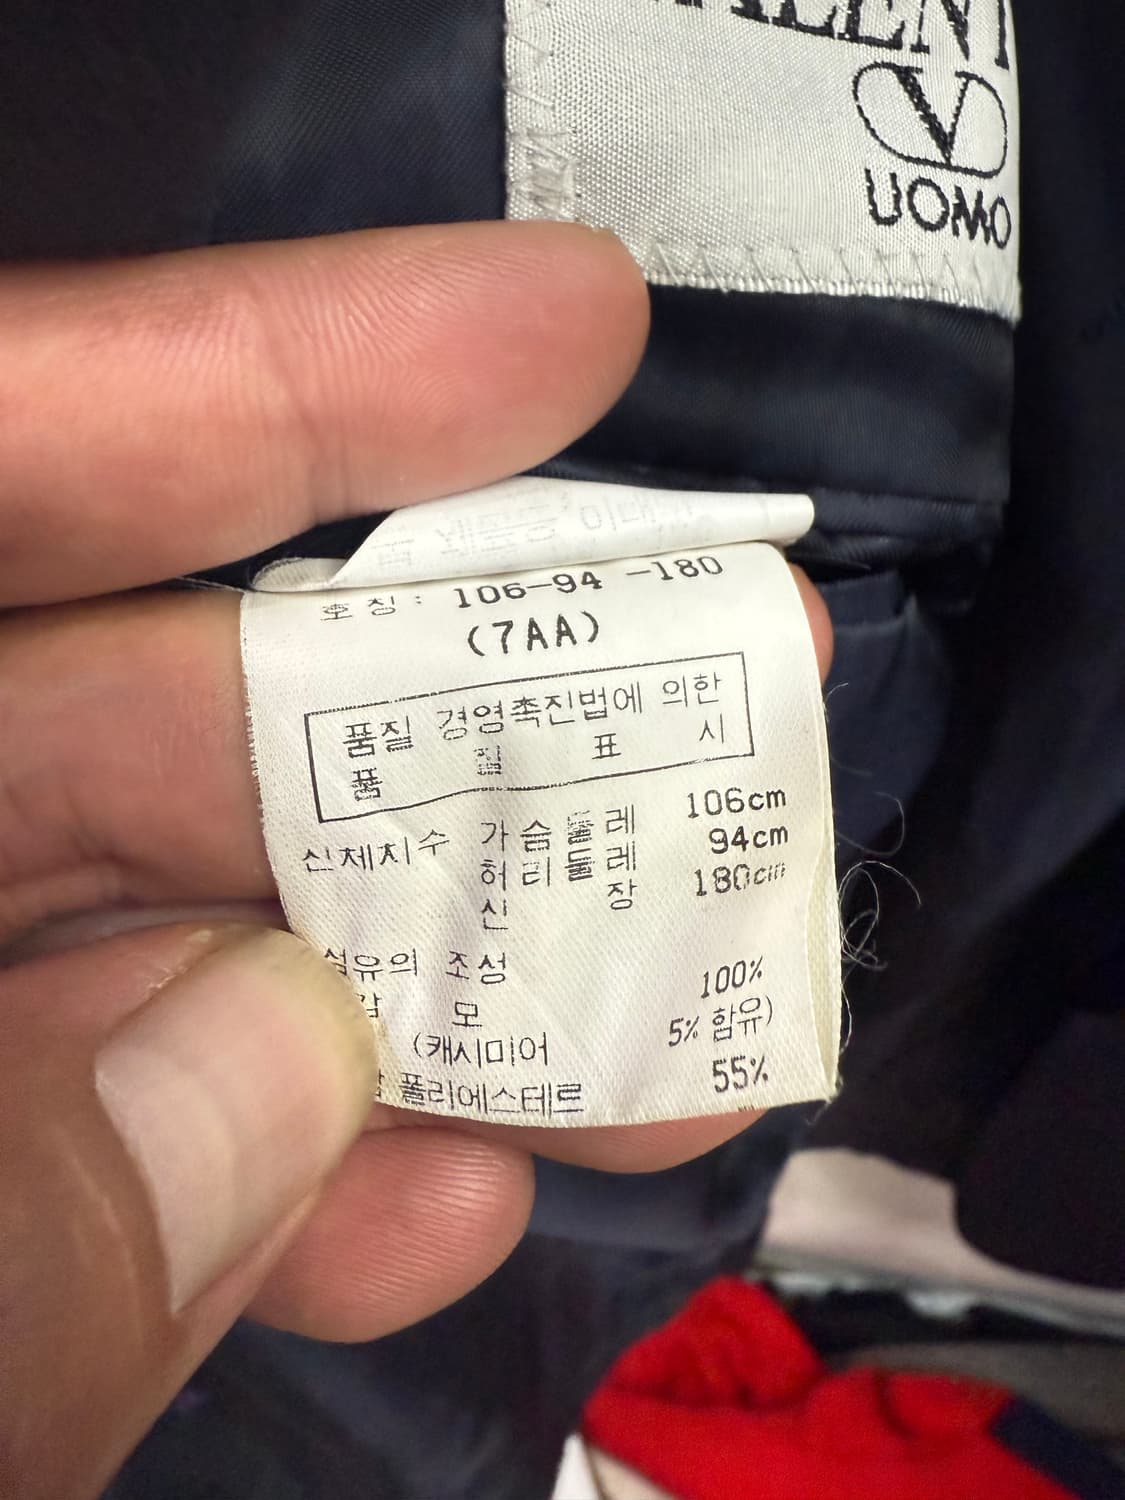 V
UOMO
호칭: 106-94 -180
(7AA)
품질 경영촉진법에 의한
품 질 표 시
신체치수 가슴둘레 106cm
허리둘레 94cm
신 장 180cm
섬유의 조성
모 100%
(캐시미어 5% 함유)
폴리에스테르 55%